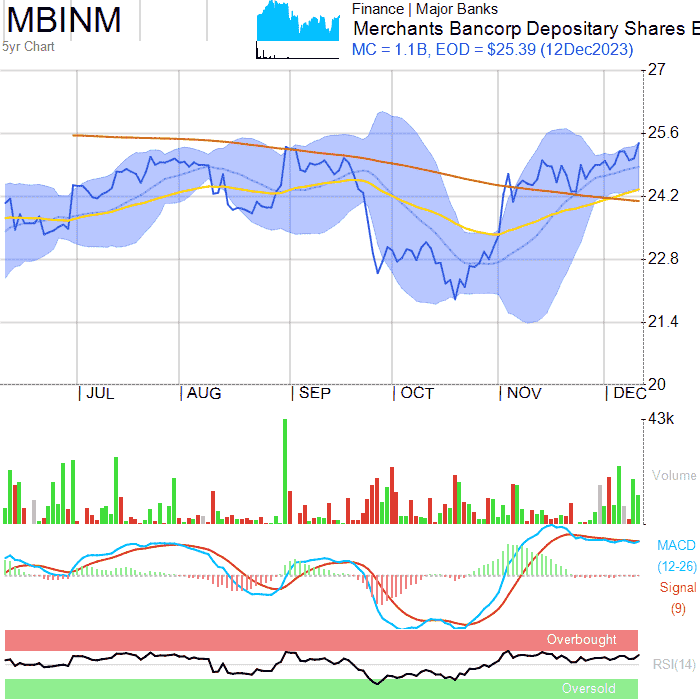 MBINM
5yr Chart
Finance | Major Banks
Merchants Bancorp Depositary Shares E
MC = 1.1B, EOD = $25.39 (12Dec2023)
27
25.6
24.2
22.8
21.4
20
JUL
AUG
SEP
OCT
NOV
DEC
43k
Volume
MACD
(12-26)
Signal
(9)
Overbought
RSI(14)
Oversold